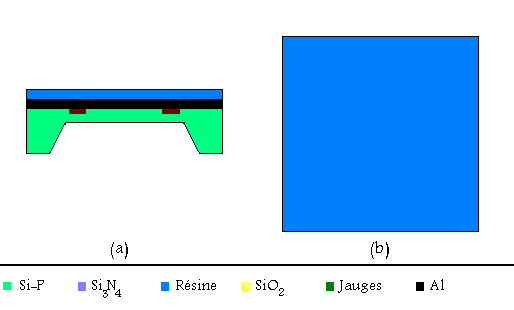 (a) (b)
Si-P Si₃N₄ Résine SiO₂ Jauges Al